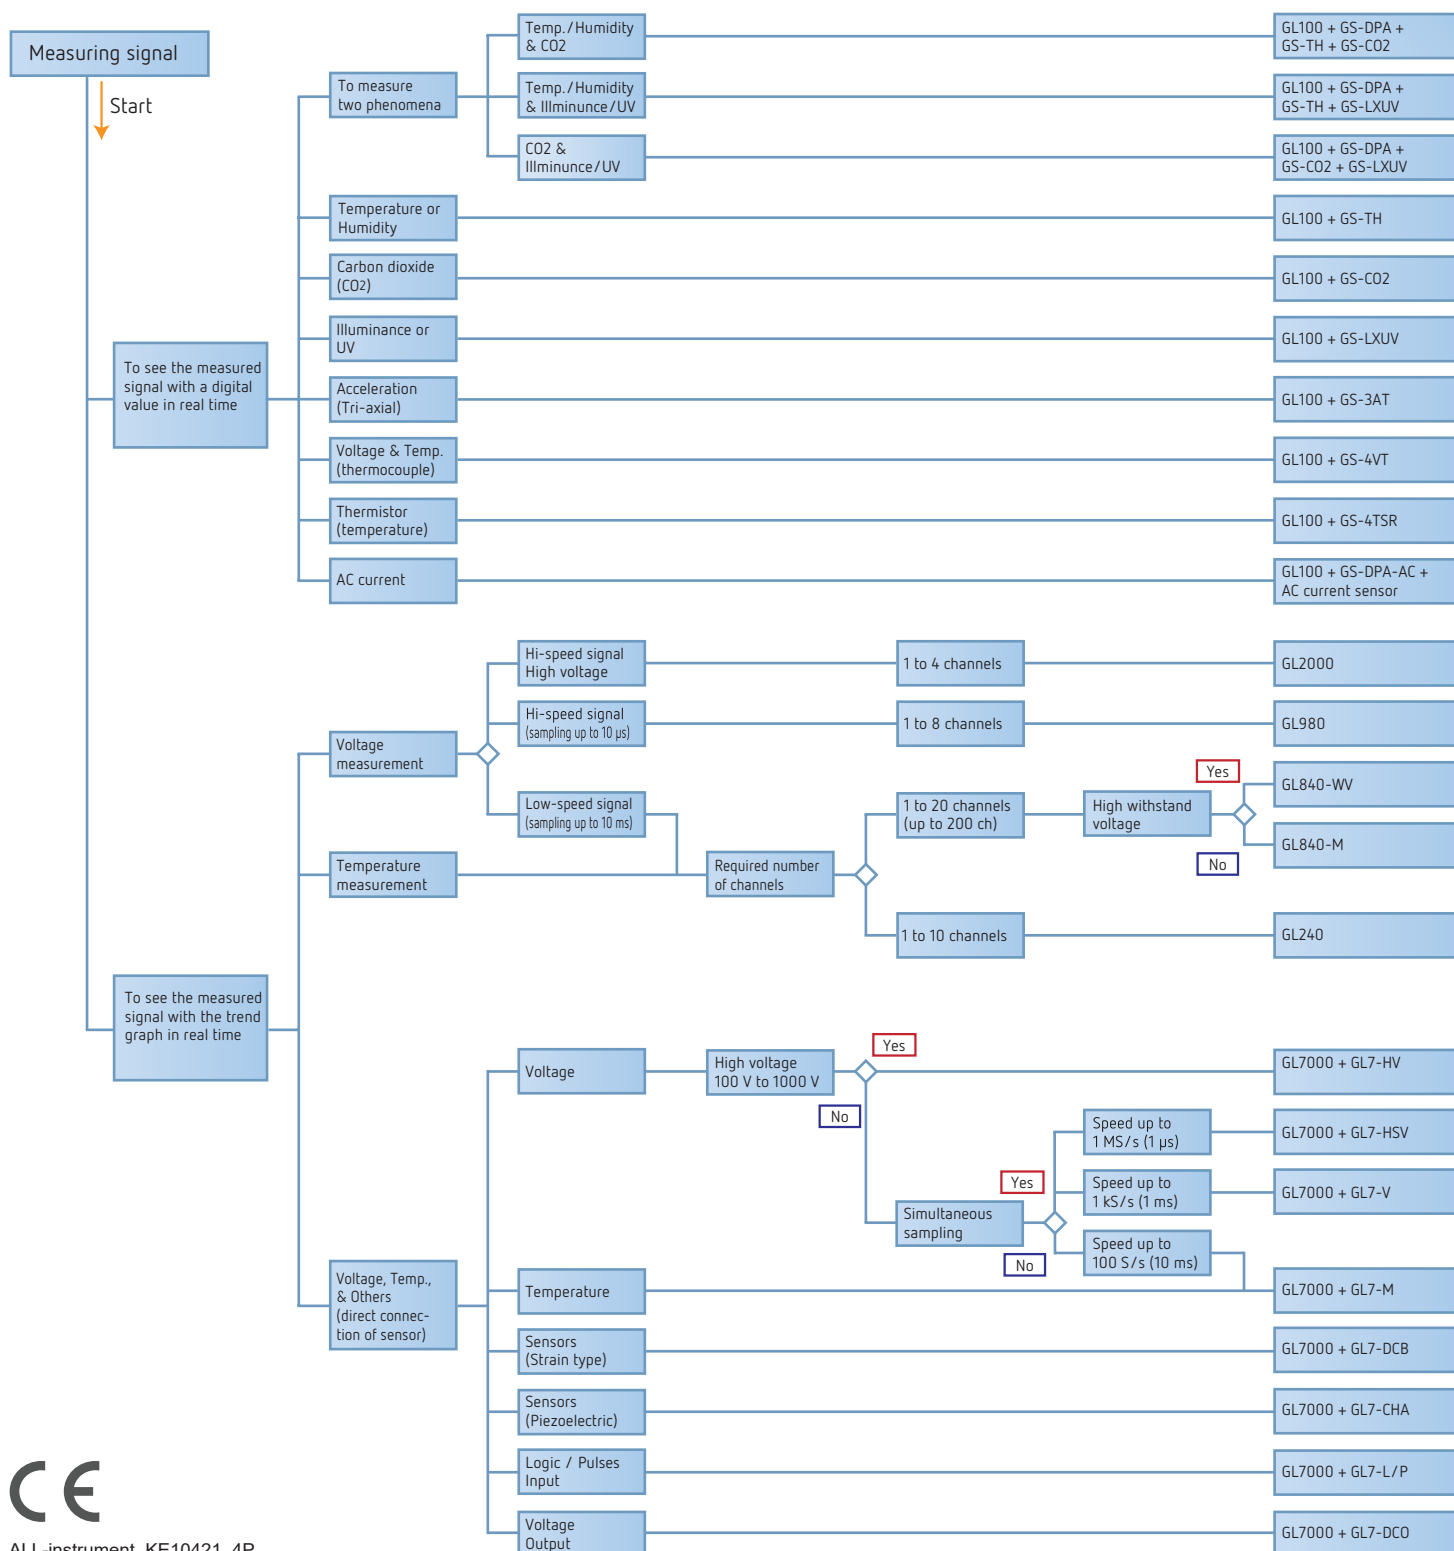 Measuring signal
Start
To see the measured
signal with a digital
value in real time
To measure
two phenomena
Temp./Humidity
& CO2
GL100 + GS-DPA +
GS-TH + GS-CO2
Temp./Humidity
& Illminunce/UV
GL100 + GS-DPA +
GS-TH + GS-LXUV
CO2 &
Illminunce/UV
GL100 + GS-DPA +
GS-CO2 + GS-LXUV
Temperature or
Humidity
GL100 + GS-TH
Carbon dioxide
(CO2)
GL100 + GS-CO2
Illuminance or
UV
GL100 + GS-LXUV
Acceleration
(Tri-axial)
GL100 + GS-3AT
Voltage & Temp.
(thermocouple)
GL100 + GS-4VT
Thermistor
(temperature)
GL100 + GS-4TSR
AC current
GL100 + GS-DPA-AC +
AC current sensor
To see the measured
signal with the trend
graph in real time
Voltage
measurement
Hi-speed signal
High voltage
1 to 4 channels
GL2000
Hi-speed signal
(sampling up to 10 µs)
1 to 8 channels
GL980
Low-speed signal
(sampling up to 10 ms)
Temperature
measurement
Required number
of channels
1 to 20 channels
(up to 200 ch)
High withstand
voltage
Yes
GL840-WV
No
GL840-M
1 to 10 channels
GL240
Voltage, Temp.,
& Others
(direct connec-
tion of sensor)
Voltage
High voltage
100 V to 1000 V
Yes
GL7000 + GL7-HV
No
Simultaneous
sampling
Yes
No
Speed up to
1 MS/s (1 µs)
GL7000 + GL7-HSV
Speed up to
1 kS/s (1 ms)
GL7000 + GL7-V
Speed up to
100 S/s (10 ms)
Temperature
GL7000 + GL7-M
Sensors
(Strain type)
GL7000 + GL7-DCB
Sensors
(Piezoelectric)
GL7000 + GL7-CHA
Logic / Pulses
Input
GL7000 + GL7-L/P
Voltage
Output
GL7000 + GL7-DCO
CE
ALL-instrument_KE10421_4P